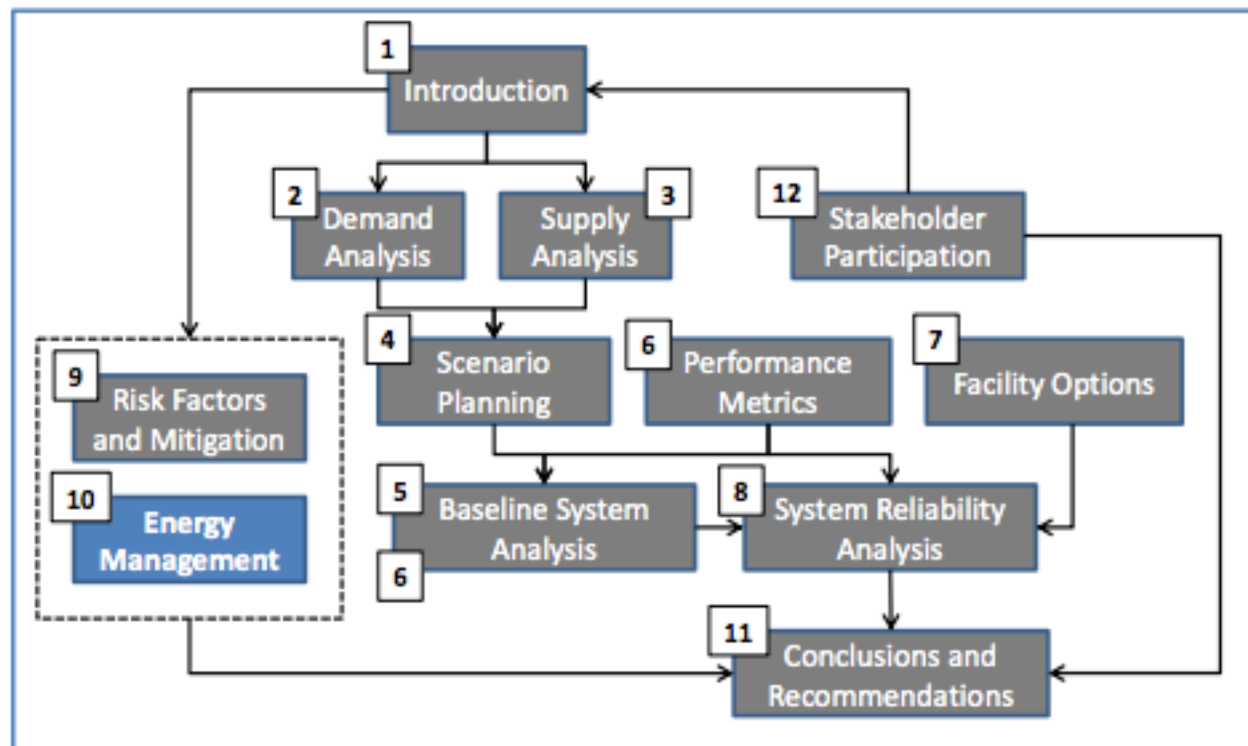 1
Introduction
2
Demand
Analysis
3
Supply
Analysis
12
Stakeholder
Participation
4
Scenario
Planning
6
Performance
Metrics
7
Facility Options
9
Risk Factors
and Mitigation
10
Energy
Management
5
Baseline System
Analysis
6
8
System Reliability
Analysis
11
Conclusions and
Recommendations